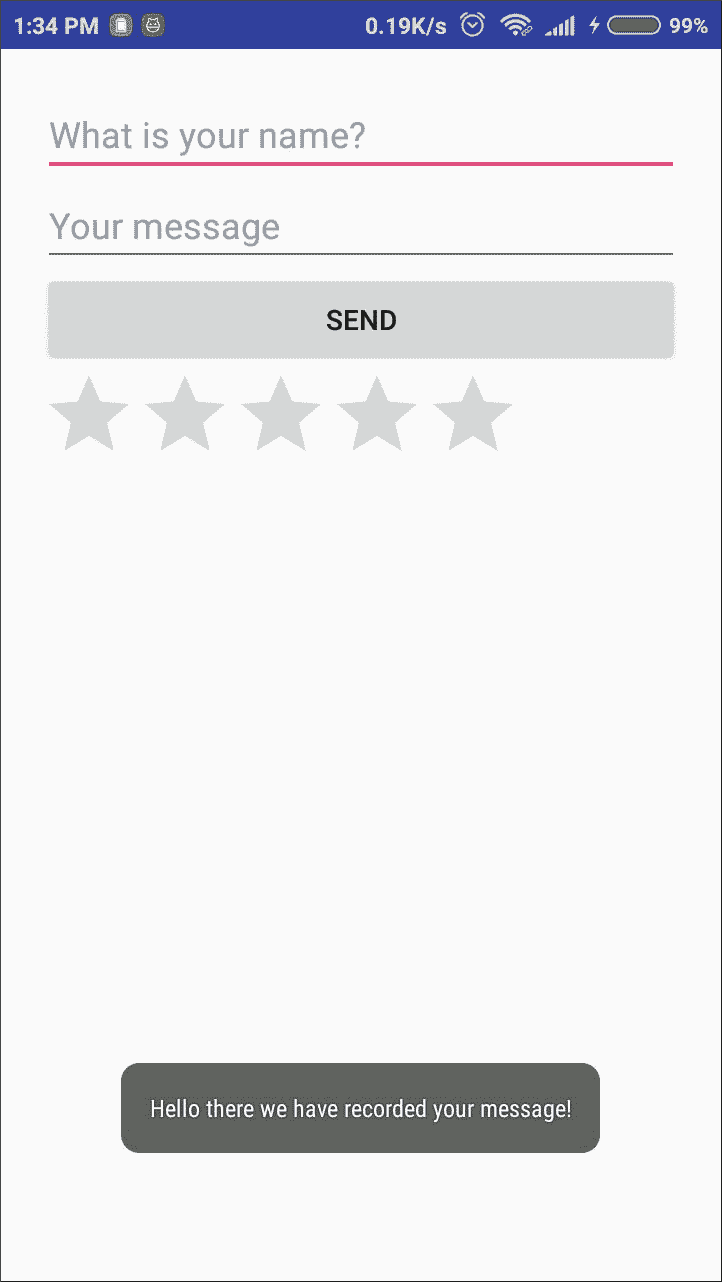 1:34 PM 0.19K/s 99%
What is your name?
Your message
SEND
Hello there we have recorded your message!